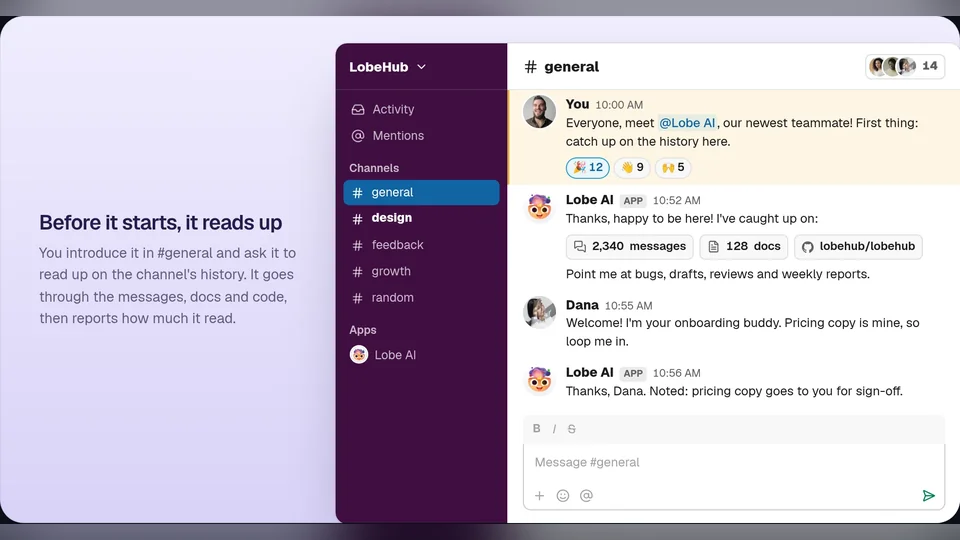 Before it starts, it reads up
You introduce it in #general and ask it to
read up on the channel's history. It goes
through the messages, docs and code,
then reports how much it read.
LobeHub
Activity
@ Mentions
Channels
# general
# design
# feedback
# growth
# random
Apps
Lobe AI
# general
14
You 10:00 AM
Everyone, meet @Lobe AI, our newest teammate! First thing:
catch up on the history here.
🎉 12 👋 9 🙌 5
Lobe AI APP 10:52 AM
Thanks, happy to be here! I've caught up on:
2,340 messages 128 docs lobehub/lobehub
Point me at bugs, drafts, reviews and weekly reports.
Dana 10:55 AM
Welcome! I'm your onboarding buddy. Pricing copy is mine, so
loop me in.
Lobe AI APP 10:56 AM
Thanks, Dana. Noted: pricing copy goes to you for sign-off.
B I S
Message #general
+ @